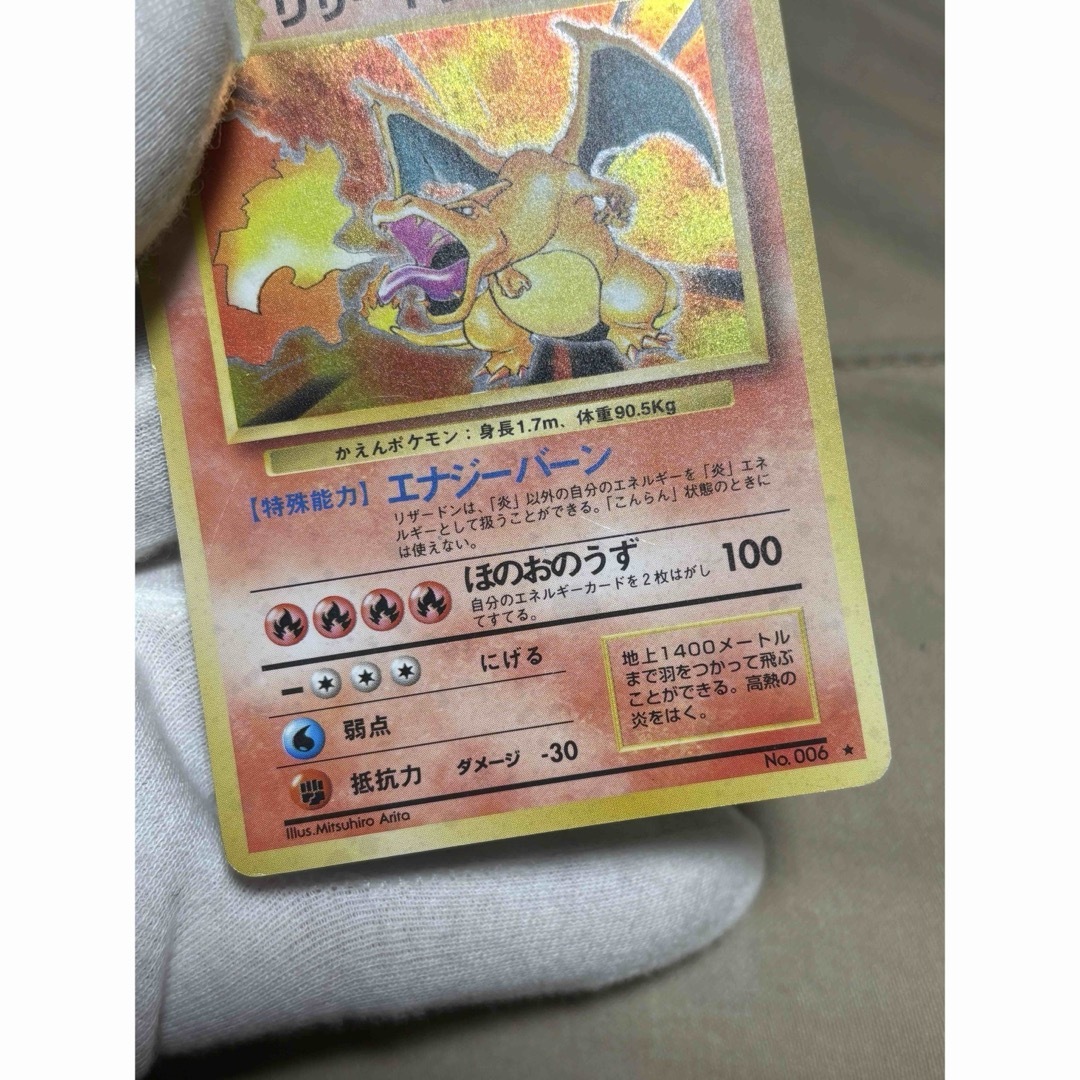 かえんポケモン：身長1.7m、体重90.5Kg
【特殊能力】エナジーバーン
リザードンは、「炎」以外の自分のエネルギーを「炎」エネ
ルギーとして扱うことができる。「こんらん」状態のときに
は使えない。
ほのおのうず 100
自分のエネルギーカードを2枚はがし
てすてる。
にげる
弱点
抵抗力 ダメージ -30
地上1400メートル
まで羽をつかって飛ぶ
ことができる。高熱の
炎をはく。
Illus.Mitsuhiro Arita
No. 006 ★